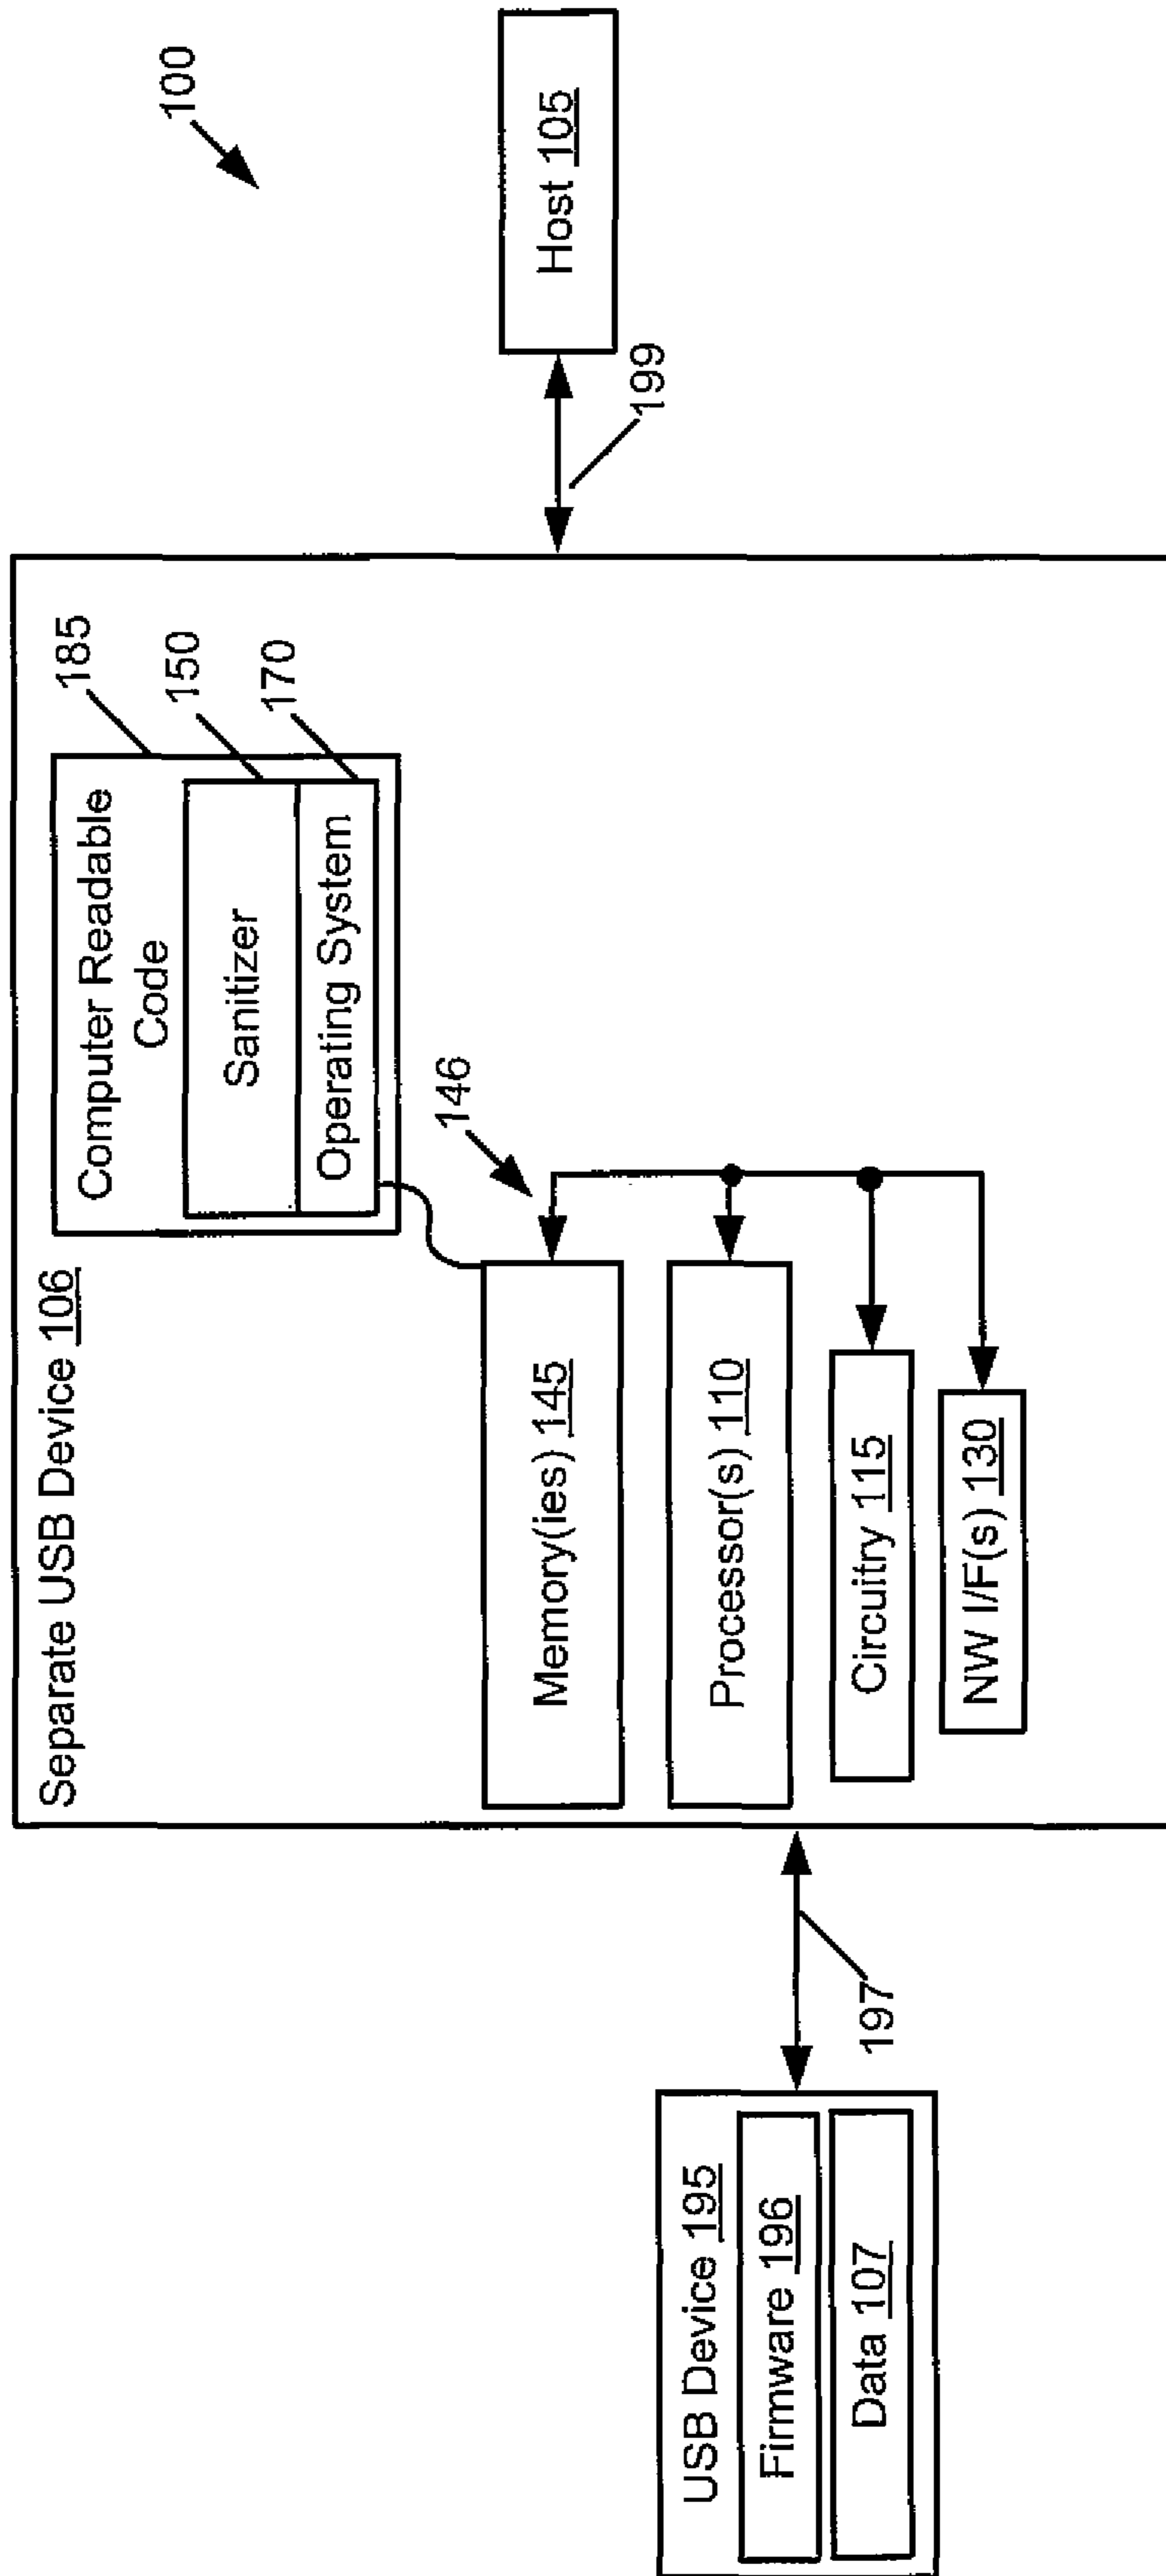 100
Separate USB Device 106
Computer Readable
Code
185
Sanitizer
150
Operating System
170
146
Memory(ies) 145
Processor(s) 110
Circuitry 115
NW I/F(s) 130
Host 105
199
USB Device 195
Firmware 196
Data 107
197